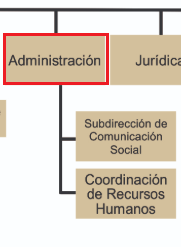 Administración
Jurídica
Subdirección de
Comunicación
Social
Coordinación
de Recursos
Humanos